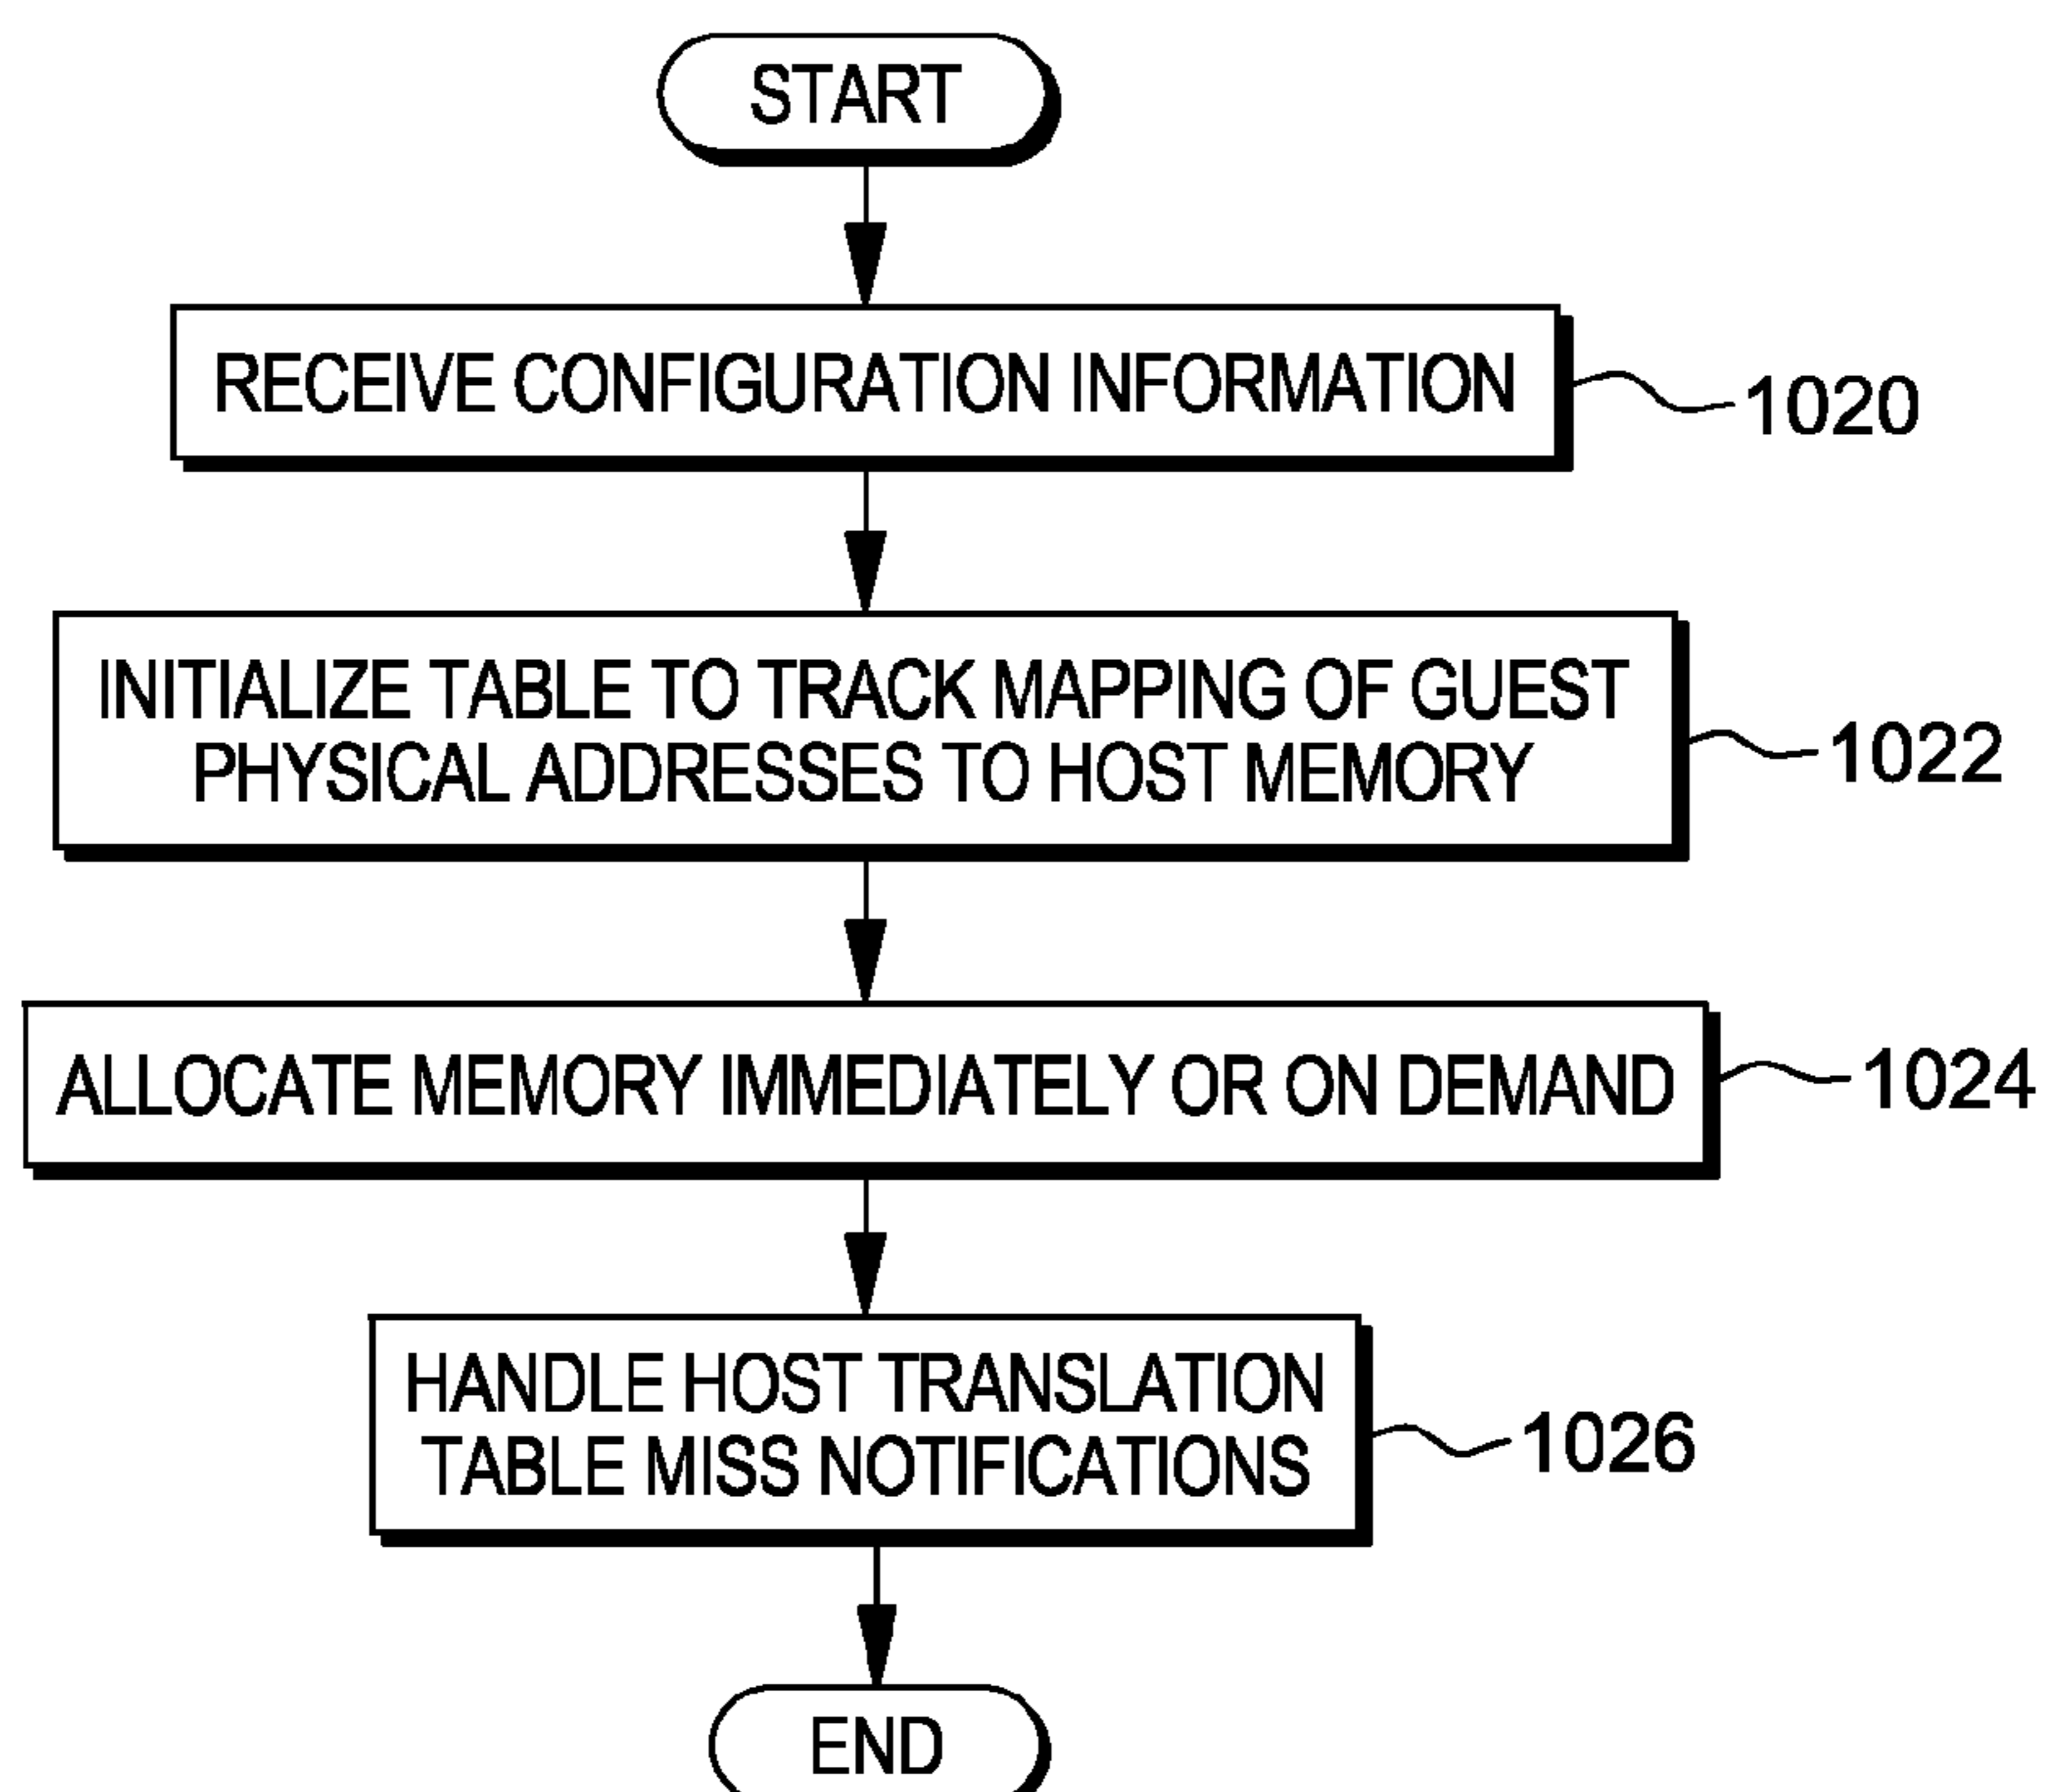 START
RECEIVE CONFIGURATION INFORMATION
1020
INITIALIZE TABLE TO TRACK MAPPING OF GUEST
PHYSICAL ADDRESSES TO HOST MEMORY
1022
ALLOCATE MEMORY IMMEDIATELY OR ON DEMAND
1024
HANDLE HOST TRANSLATION
TABLE MISS NOTIFICATIONS
1026
END